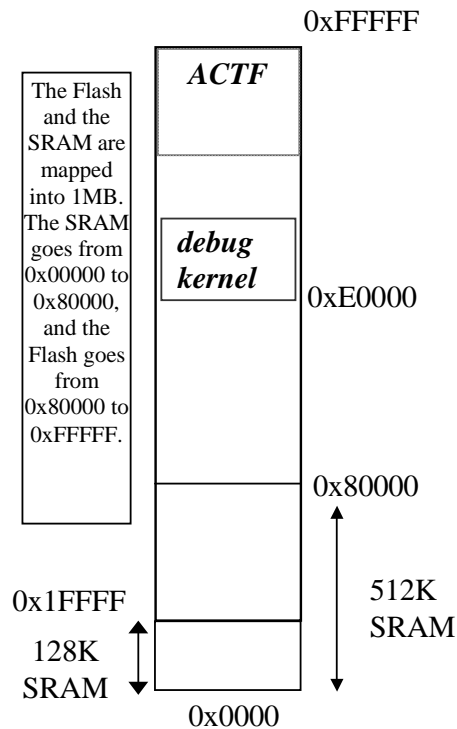 0xFFFFF
ACTF
The Flash
and the
SRAM are
mapped
into 1MB.
The SRAM
goes from
0x00000 to
0x80000,
and the
Flash goes
from
0x80000 to
0xFFFFF.
debug
kernel
0xE0000
0x80000
512K
SRAM
0x1FFFF
128K
SRAM
0x0000